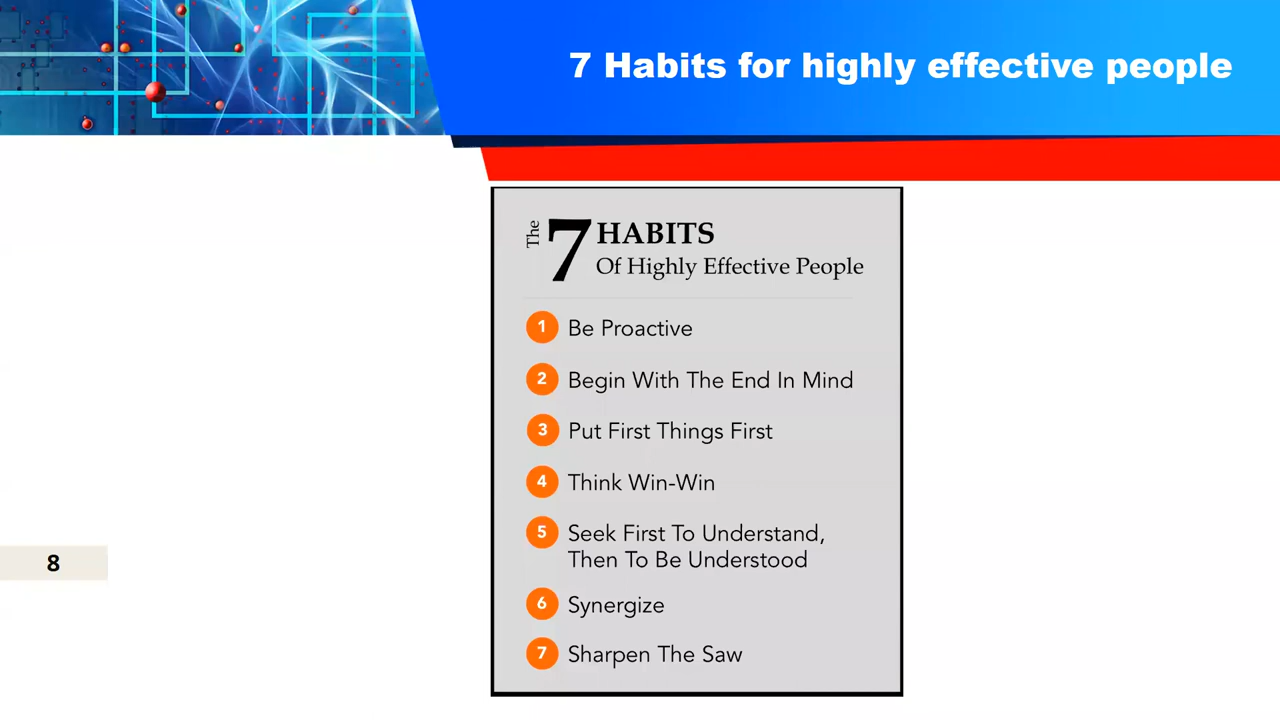 7 Habits for highly effective people
The 7 HABITS
Of Highly Effective People
1 Be Proactive
2 Begin With The End In Mind
3 Put First Things First
4 Think Win-Win
5 Seek First To Understand,
Then To Be Understood
6 Synergize
7 Sharpen The Saw
8